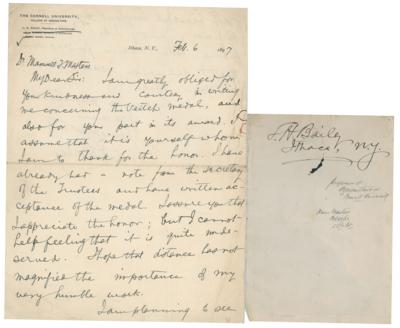 THE CORNELL UNIVERSITY,
COLLEGE OF AGRICULTURE.
Ithaca, N. Y., Feb. 6 1897
Dr. Maxwell T. Masters
My Dear Sir: I am greatly obliged for
your kindness and courtesy in writing
me concerning the Veitch medal, and
also for your part in its award. I
assume that it is yourself whom
I am to thank for the honor. I have
already had a note from the secretary
of the Trustees and have written ac-
ceptance of the medal. I assure you that
I appreciate the honor; but I cannot
help feeling that it is quite unde-
served. I hope that distance has not
magnified the importance of my
very humble work.
I am planning to see
L. H. Bailey
Ithaca, N.Y.
Professor of
Cornell University